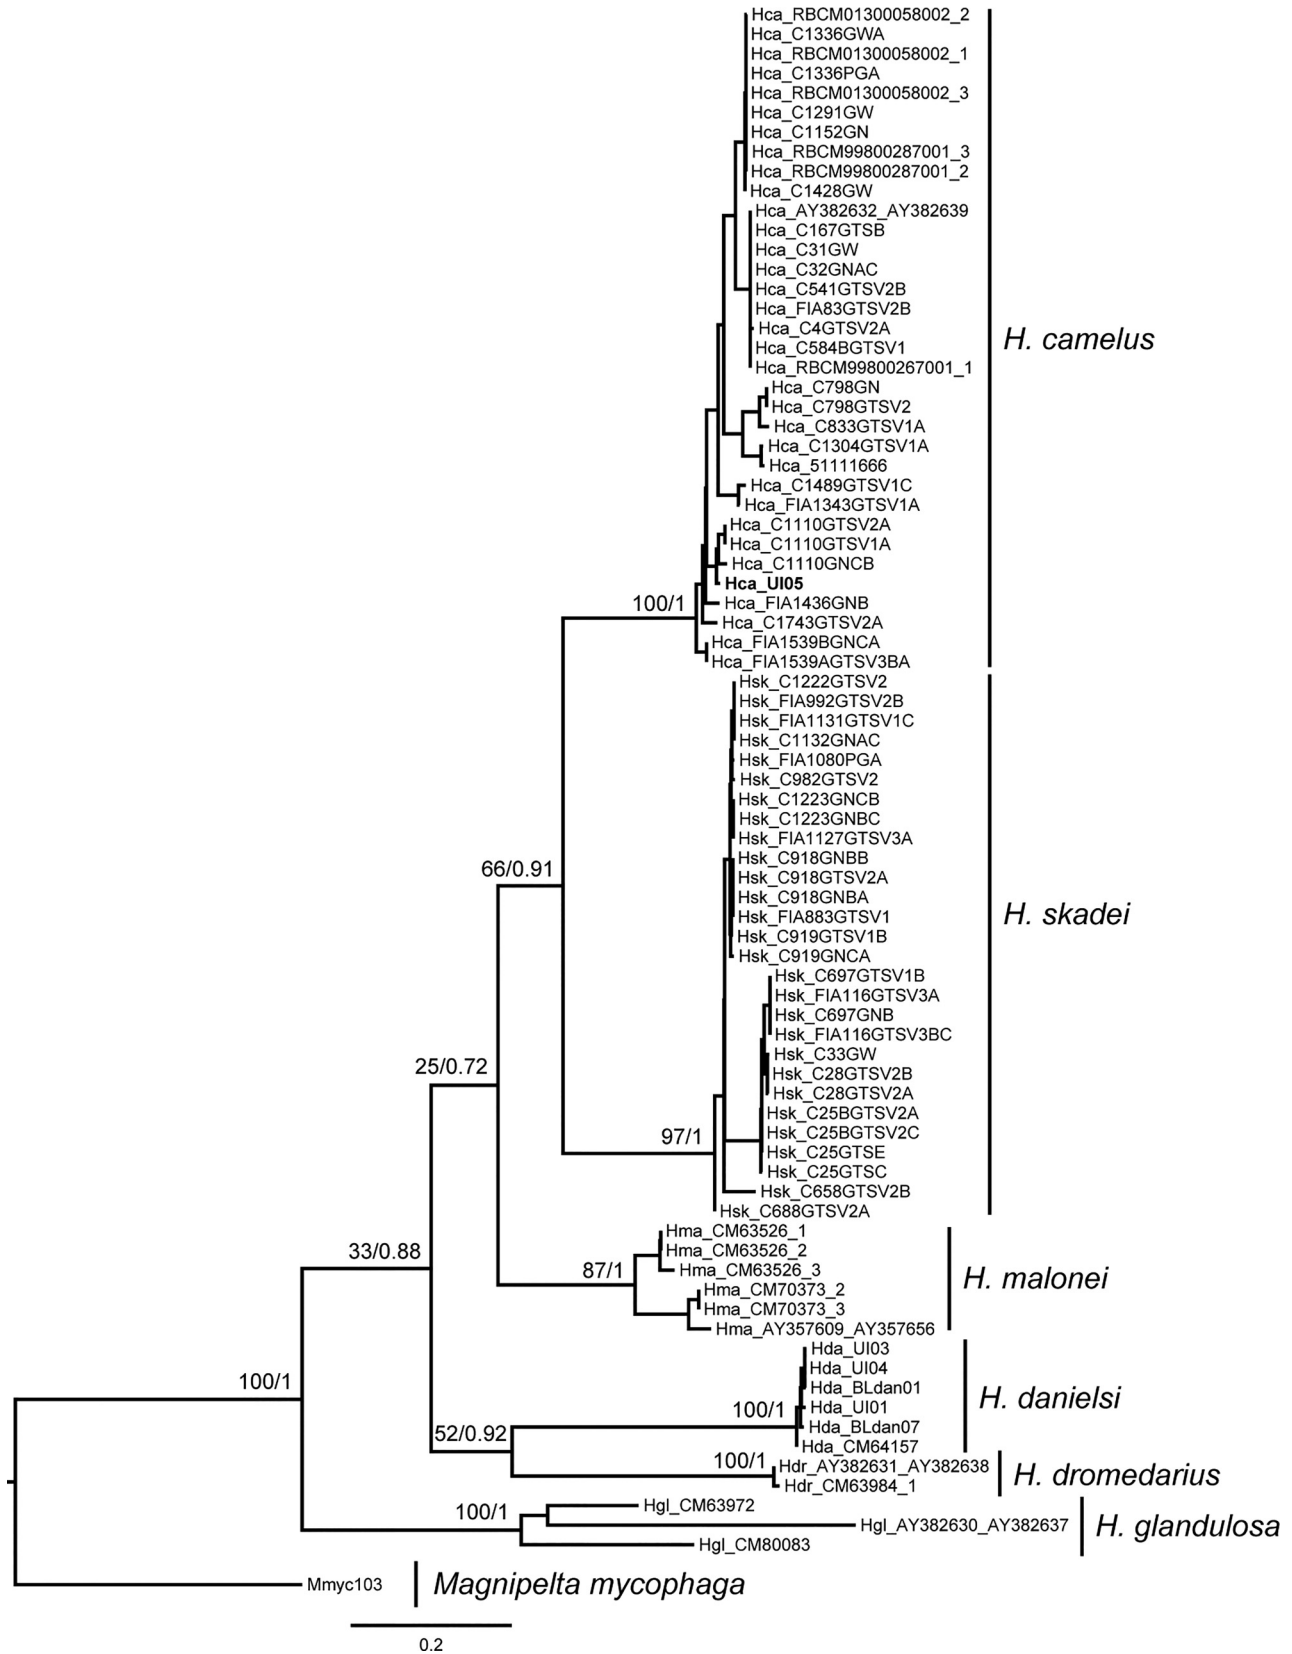 Hca_RBCM01300058002_2
Hca_C1336GWA
Hca_RBCM01300058002_1
Hca_C1336PGA
Hca_RBCM01300058002_3
Hca_C1291GW
Hca_C1152GN
Hca_RBCM99800287001_3
Hca_RBCM99800287001_2
Hca_C1428GW
Hca_AY382632_AY382639
Hca_C167GTSB
Hca_C31GW
Hca_C32GNAC
Hca_C541GTSV2B
Hca_FIA83GTSV2B
Hca_C4GTSV2A
H. camelus
Hca_C584BGTSV1
Hca_RBCM99800267001_1
Hca_C798GN
Hca_C798GTSV2
Hca_C833GTSV1A
Hca_C1304GTSV1A
Hca_51111666
Hca_C1489GTSV1C
Hca_FIA1343GTSV1A
Hca_C1110GTSV2A
Hca_C1110GTSV1A
Hca_C1110GNCB
Hca_UI05
100/1
Hca_FIA1436GNB
Hca_C1743GTSV2A
Hca_FIA1539BGNCA
Hca_FIA1539AGTSV3BA
Hsk_C1222GTSV2
Hsk_FIA992GTSV2B
Hsk_FIA1131GTSV1C
Hsk_C1132GNAC
Hsk_FIA1080PGA
Hsk_C982GTSV2
Hsk_C1223GNCB
Hsk_C1223GNBC
Hsk_FIA1127GTSV3A
Hsk_C918GNBB
66/0.91
Hsk_C918GTSV2A
Hsk_C918GNBA
Hsk_FIA883GTSV1
H. skadei
Hsk_C919GTSV1B
Hsk_C919GNCA
Hsk_C697GTSV1B
Hsk_FIA116GTSV3A
Hsk_C697GNB
Hsk_FIA116GTSV3BC
Hsk_C33GW
25/0.72
Hsk_C28GTSV2B
Hsk_C28GTSV2A
Hsk_C25BGTSV2A
Hsk_C25BGTSV2C
97/1
Hsk_C25GTSE
Hsk_C25GTSC
Hsk_C658GTSV2B
Hsk_C688GTSV2A
Hma_CM63526_1
Hma_CM63526_2
33/0.88
87/1
Hma_CM63526_3
H. malonei
Hma_CM70373_2
Hma_CM70373_3
Hma_AY357609_AY357656
Hda_UI03
Hda_UI04
100/1
Hda_BLdan01
H. danielsi
100/1
Hda_UI01
Hda_BLdan07
52/0.92
Hda_CM64157
100/1
Hdr_AY382631_AY382638
H. dromedarius
Hdr_CM63984_1
100/1
Hgl_CM63972
Hgl_AY382630_AY382637
H. glandulosa
Hgl_CM80083
Mmyc103
Magnipelta mycophaga
0.2